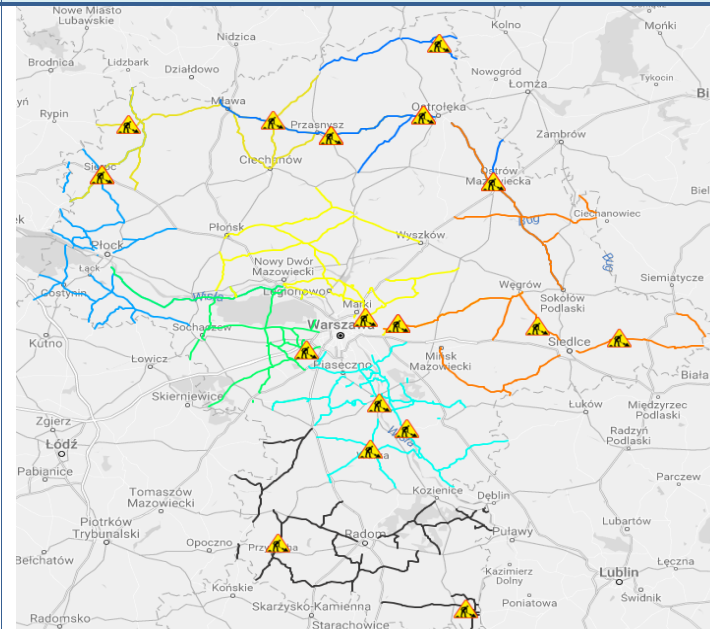 Nowe Miasto
Lubawskie
Nidzica
Kolno
Mońki
Brodnica
Lidzbark
Działdowo
Nowogród
Łomża
Tykocin
Rypin
Mława
Przasnysz
Ostrołęka
Zambrów
Ciechanów
Ostrów
Mazowiecka
Ciechanowiec
Bug
Płońsk
Wyszków
Płock
Łąck
Nowy Dwór
Mazowiecki
Węgrów
Sokołów
Podlaski
Siemiatycze
Bug
Gostynin
Wisła
Legionowo
Marki
Sochaczew
Warszawa
Kutno
Łowicz
Piaseczno
Mińsk
Mazowiecki
Siedlce
Skierniewice
Łuków
Międzyrzec
Podlaski
Zgierz
Radzyń
Podlaski
Łódź
Pabianice
Parczew
Tomaszów
Mazowiecki
Kozienice
Dęblin
Piotrków
Trybunalski
Lubartów
Radom
Puławy
Opoczno
Bełchatów
Łęczna
Końskie
Kazimierz
Dolny
Lublin
Poniatowa
Świdnik
Skarżysko-Kamienna
Starachowice
Radomsko